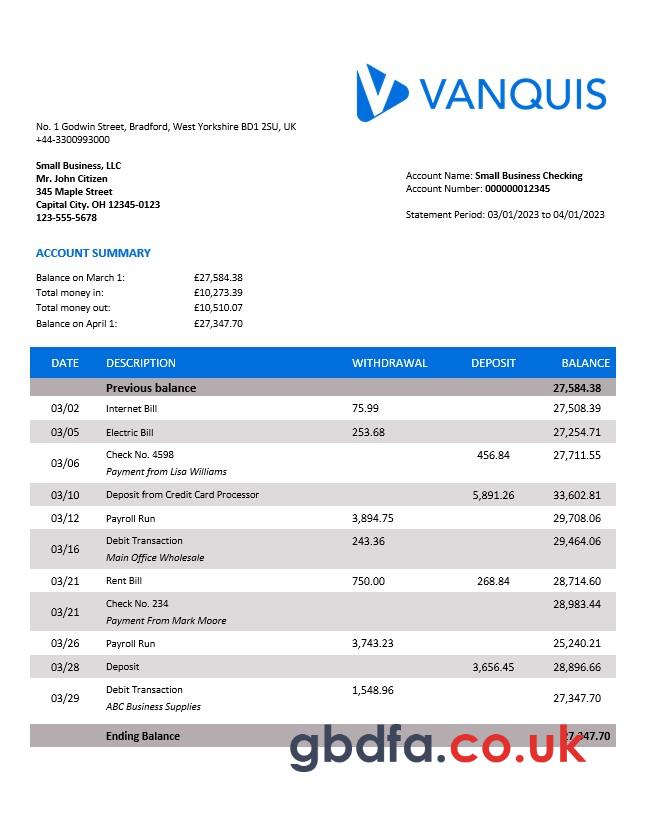 VANQUIS
No. 1 Godwin Street, Bradford, West Yorkshire BD1 2SU, UK
+44-3300993000
Small Business, LLC
Mr. John Citizen
345 Maple Street
Capital City. OH 12345-0123
123-555-5678
Account Name: Small Business Checking
Account Number: 000000012345
Statement Period: 03/01/2023 to 04/01/2023
ACCOUNT SUMMARY
Balance on March 1: £27,584.38
Total money in: £10,273.39
Total money out: £10,510.07
Balance on April 1: £27,347.70
DATE DESCRIPTION WITHDRAWAL DEPOSIT BALANCE
Previous balance 27,584.38
03/02 Internet Bill 75.99 27,508.39
03/05 Electric Bill 253.68 27,254.71
03/06 Check No. 4598 456.84 27,711.55
Payment from Lisa Williams
03/10 Deposit from Credit Card Processor 5,891.26 33,602.81
03/12 Payroll Run 3,894.75 29,708.06
03/16 Debit Transaction 243.36 29,464.06
Main Office Wholesale
03/21 Rent Bill 750.00 268.84 28,714.60
03/21 Check No. 234 28,983.44
Payment From Mark Moore
03/26 Payroll Run 3,743.23 25,240.21
03/28 Deposit 3,656.45 28,896.66
03/29 Debit Transaction 1,548.96 27,347.70
ABC Business Supplies
Ending Balance 27,347.70
gbdfa.co.uk